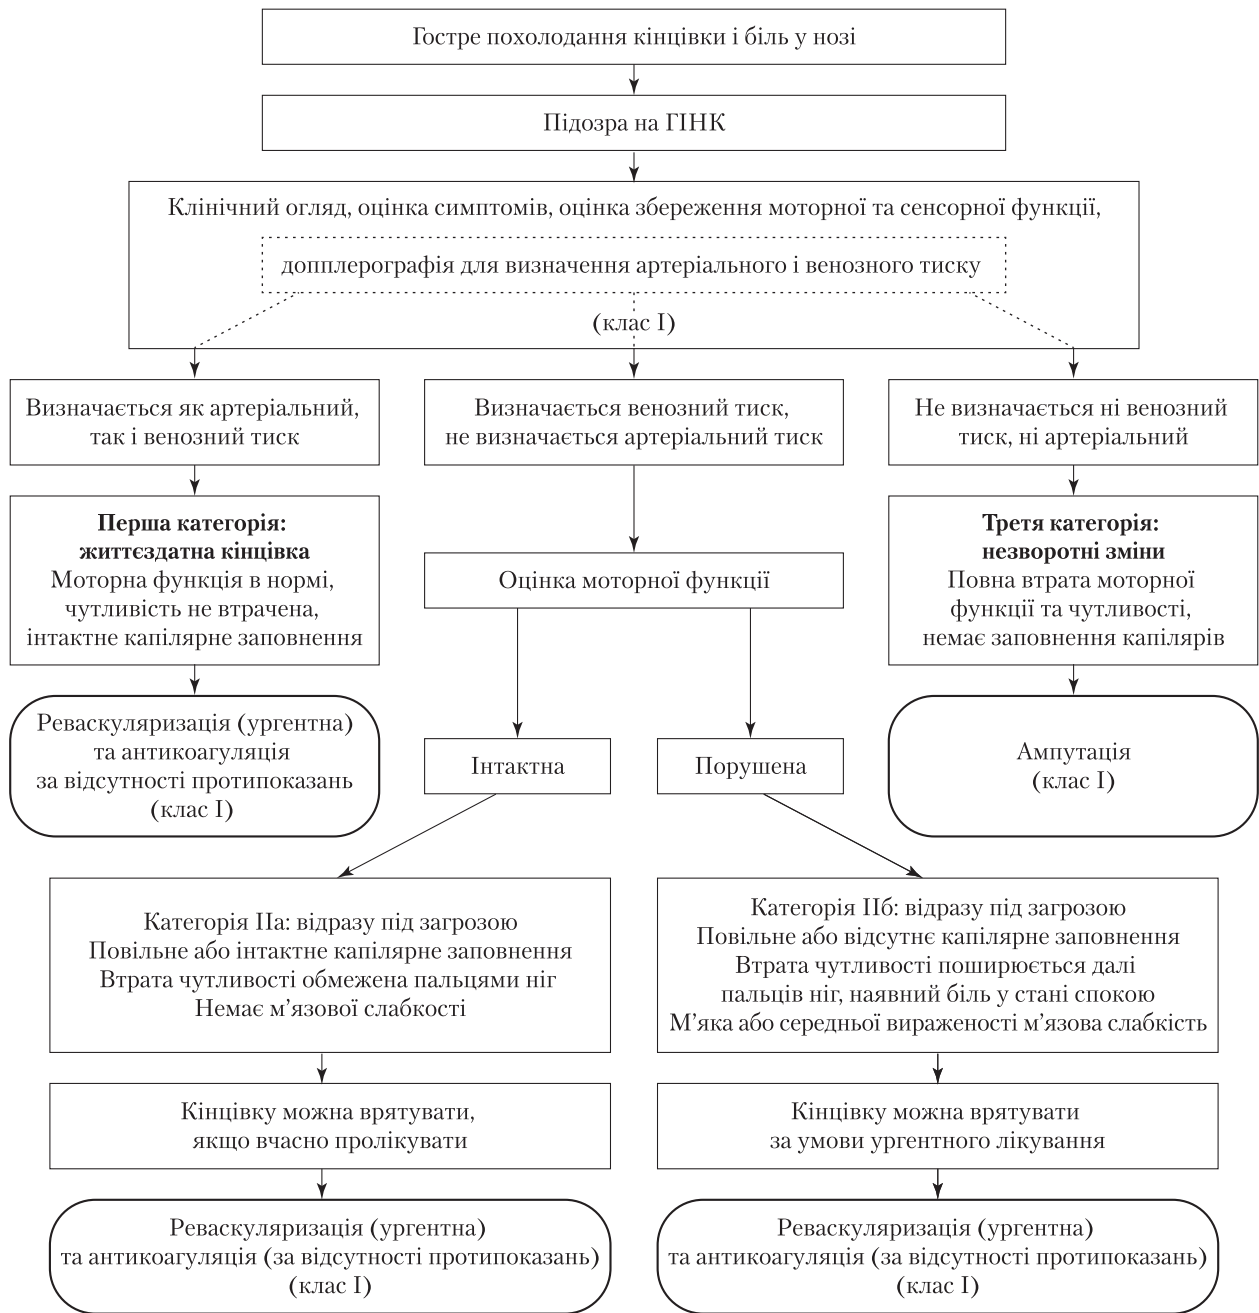 Гостре похолодання кінцівки і біль у нозі
Підозра на ГІНК
Клінічний огляд, оцінка симптомів, оцінка збереження моторної та сенсорної функції,
допплерографія для визначення артеріального і венозного тиску
(клас I)
Визначається як артеріальний,
так і венозний тиск
Визначається венозний тиск,
не визначається артеріальний тиск
Не визначається ні венозний
тиск, ні артеріальний
Перша категорія:
життєздатна кінцівка
Моторна функція в нормі,
чутливість не втрачена,
інтактне капілярне заповнення
Оцінка моторної функції
Третя категорія:
незворотні зміни
Повна втрата моторної
функції та чутливості,
немає заповнення капілярів
Реваскуляризація (ургентна)
та антикоагуляція
за відсутності протипоказань
(клас I)
Інтактна
Порушена
Ампутація
(клас I)
Категорія IIа: відразу під загрозою
Повільне або інтактне капілярне заповнення
Втрата чутливості обмежена пальцями ніг
Немає м’язової слабкості
Категорія IIб: відразу під загрозою
Повільне або відсутнє капілярне заповнення
Втрата чутливості поширюється далі
пальців ніг, наявний біль у стані спокою
М’яка або середньої вираженості м’язова слабкість
Кінцівку можна врятувати,
якщо вчасно пролікувати
Кінцівку можна врятувати
за умови ургентного лікування
Реваскуляризація (ургентна)
та антикоагуляція (за відсутності протипоказань)
(клас I)
Реваскуляризація (ургентна)
та антикоагуляція (за відсутності протипоказань)
(клас I)